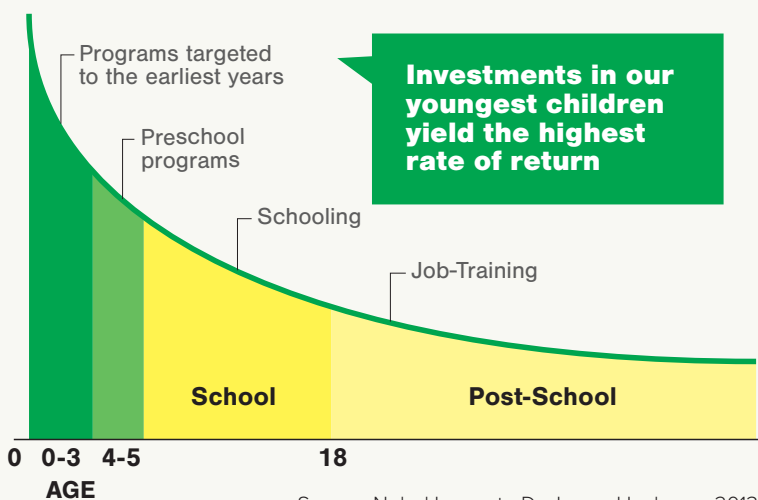 Programs targeted
to the earliest years
Investments in our
youngest children
yield the highest
rate of return
Preschool
programs
Schooling
Job-Training
School
Post-School
0 0-3 4-5 18
AGE